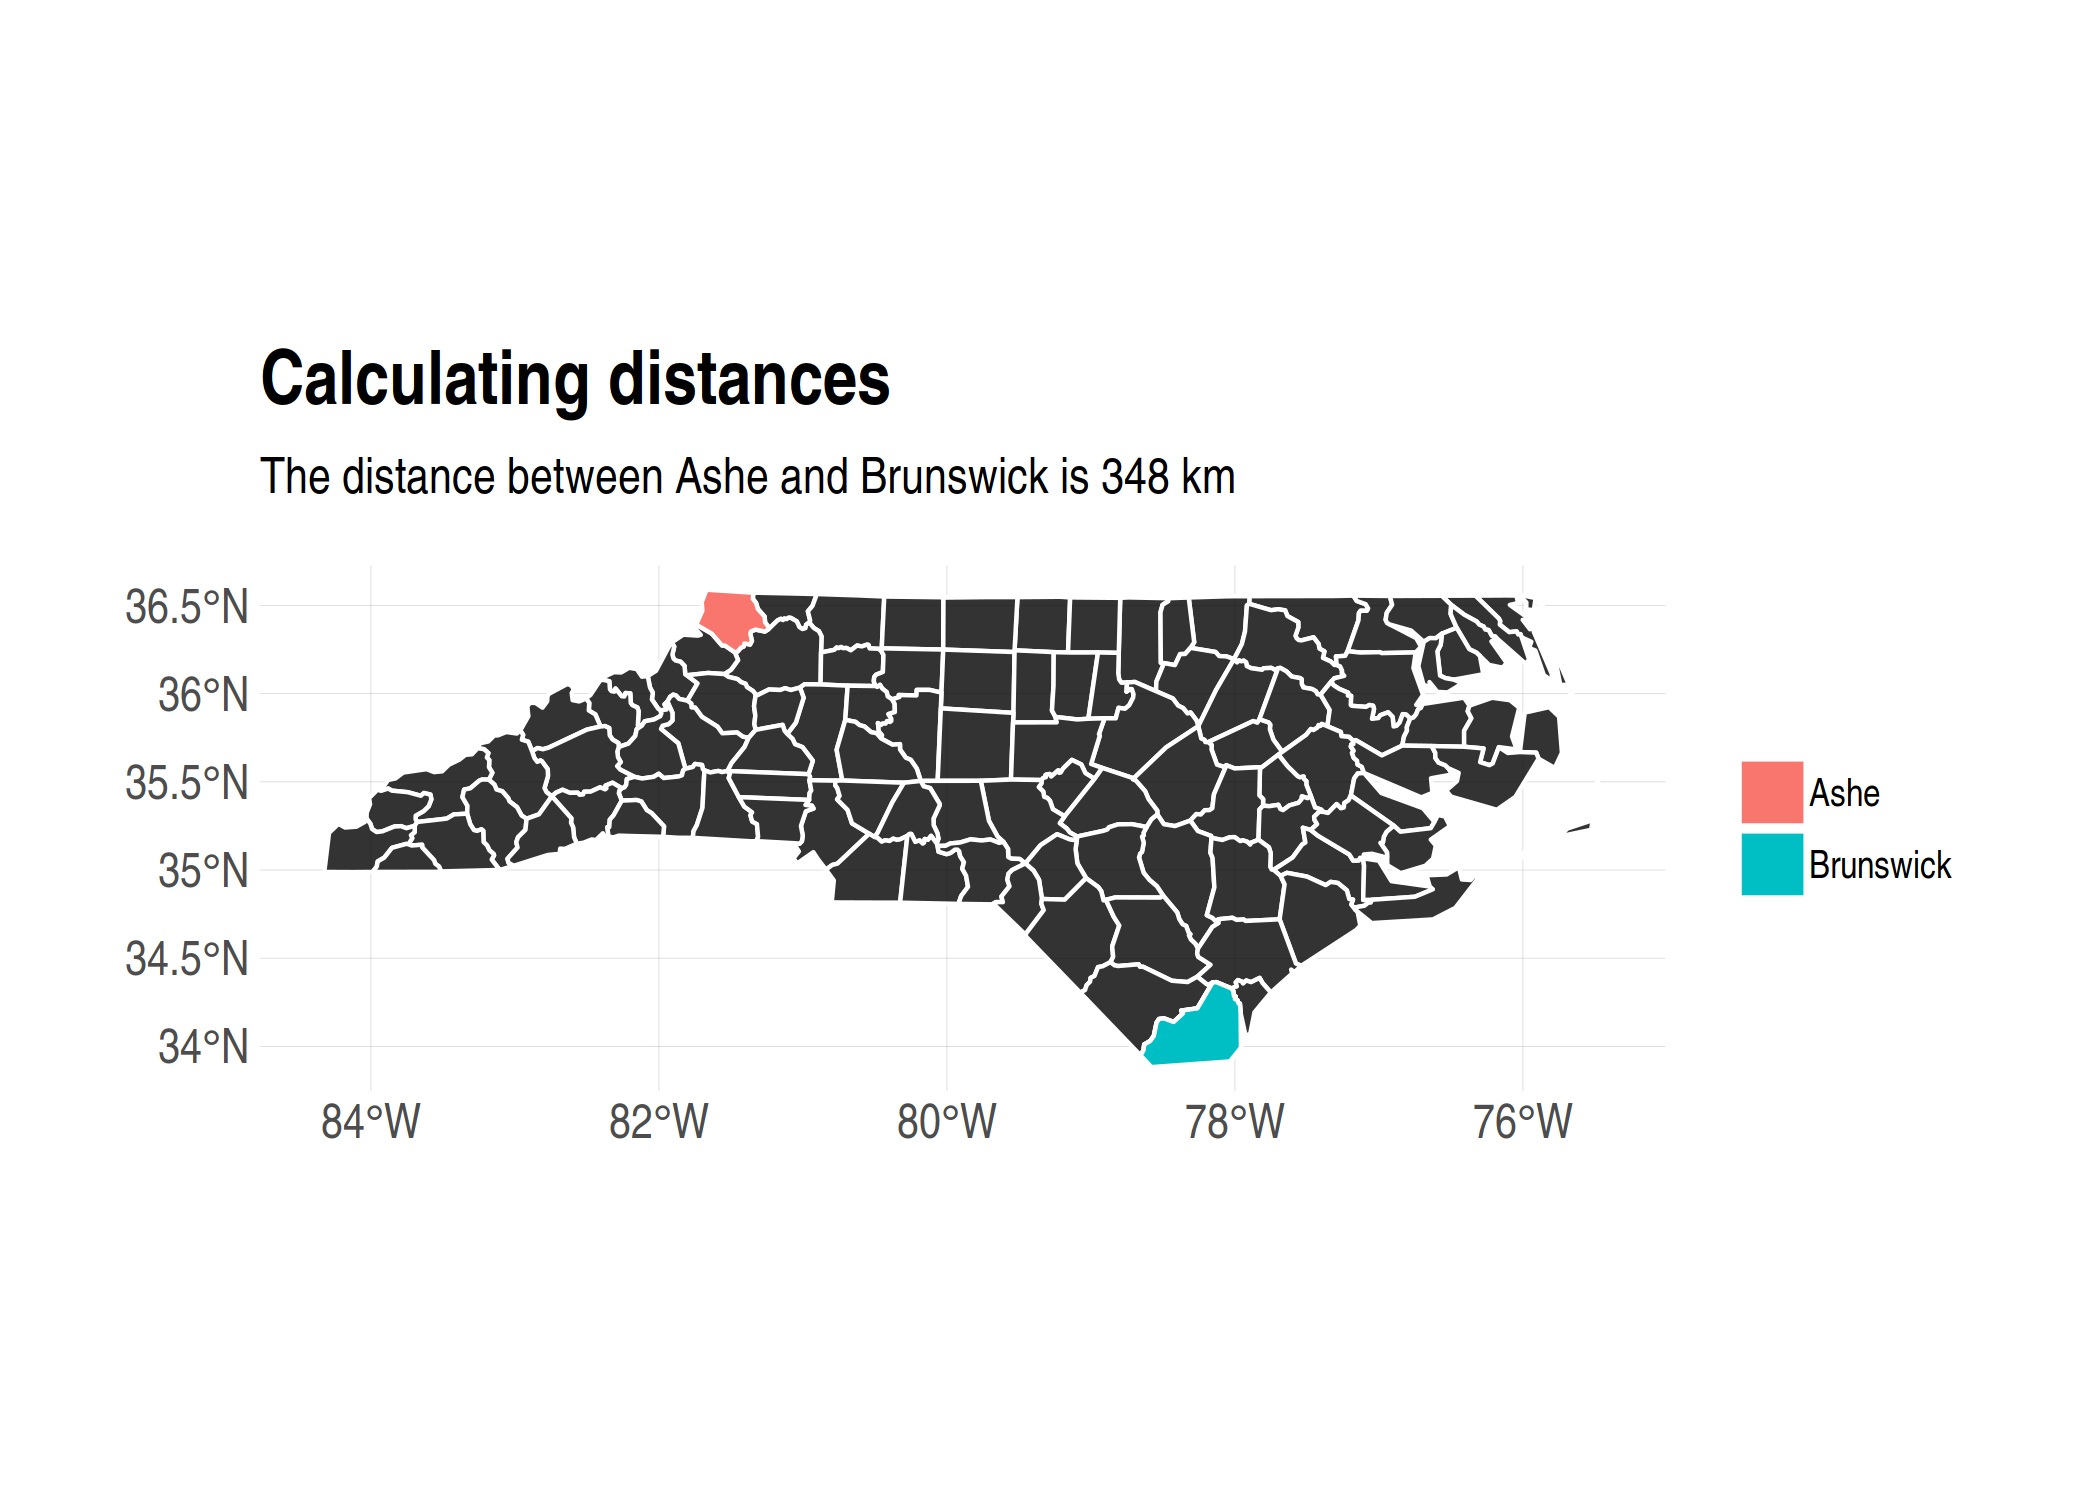 Calculating distances
The distance between Ashe and Brunswick is 348 km
36.5°N
36°N
35.5°N
35°N
34.5°N
34°N
84°W 82°W 80°W 78°W 76°W
Ashe
Brunswick